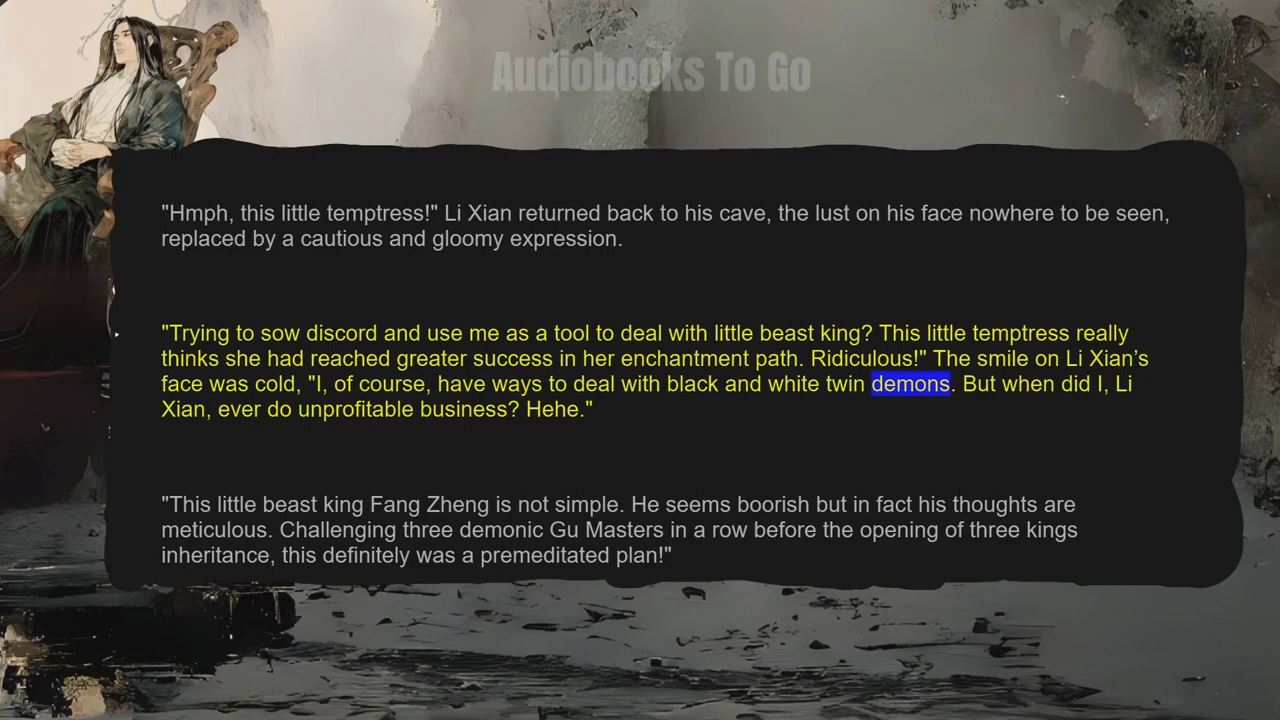 Audiobooks To Go
"Hmph, this little temptress!" Li Xian returned back to his cave, the lust on his face nowhere to be seen,
replaced by a cautious and gloomy expression.
"Trying to sow discord and use me as a tool to deal with little beast king? This little temptress really
thinks she had reached greater success in her enchantment path. Ridiculous!" The smile on Li Xian’s
face was cold, "I, of course, have ways to deal with black and white twin demons. But when did I, Li
Xian, ever do unprofitable business? Hehe."
"This little beast king Fang Zheng is not simple. He seems boorish but in fact his thoughts are
meticulous. Challenging three demonic Gu Masters in a row before the opening of three kings
inheritance, this definitely was a premeditated plan!"